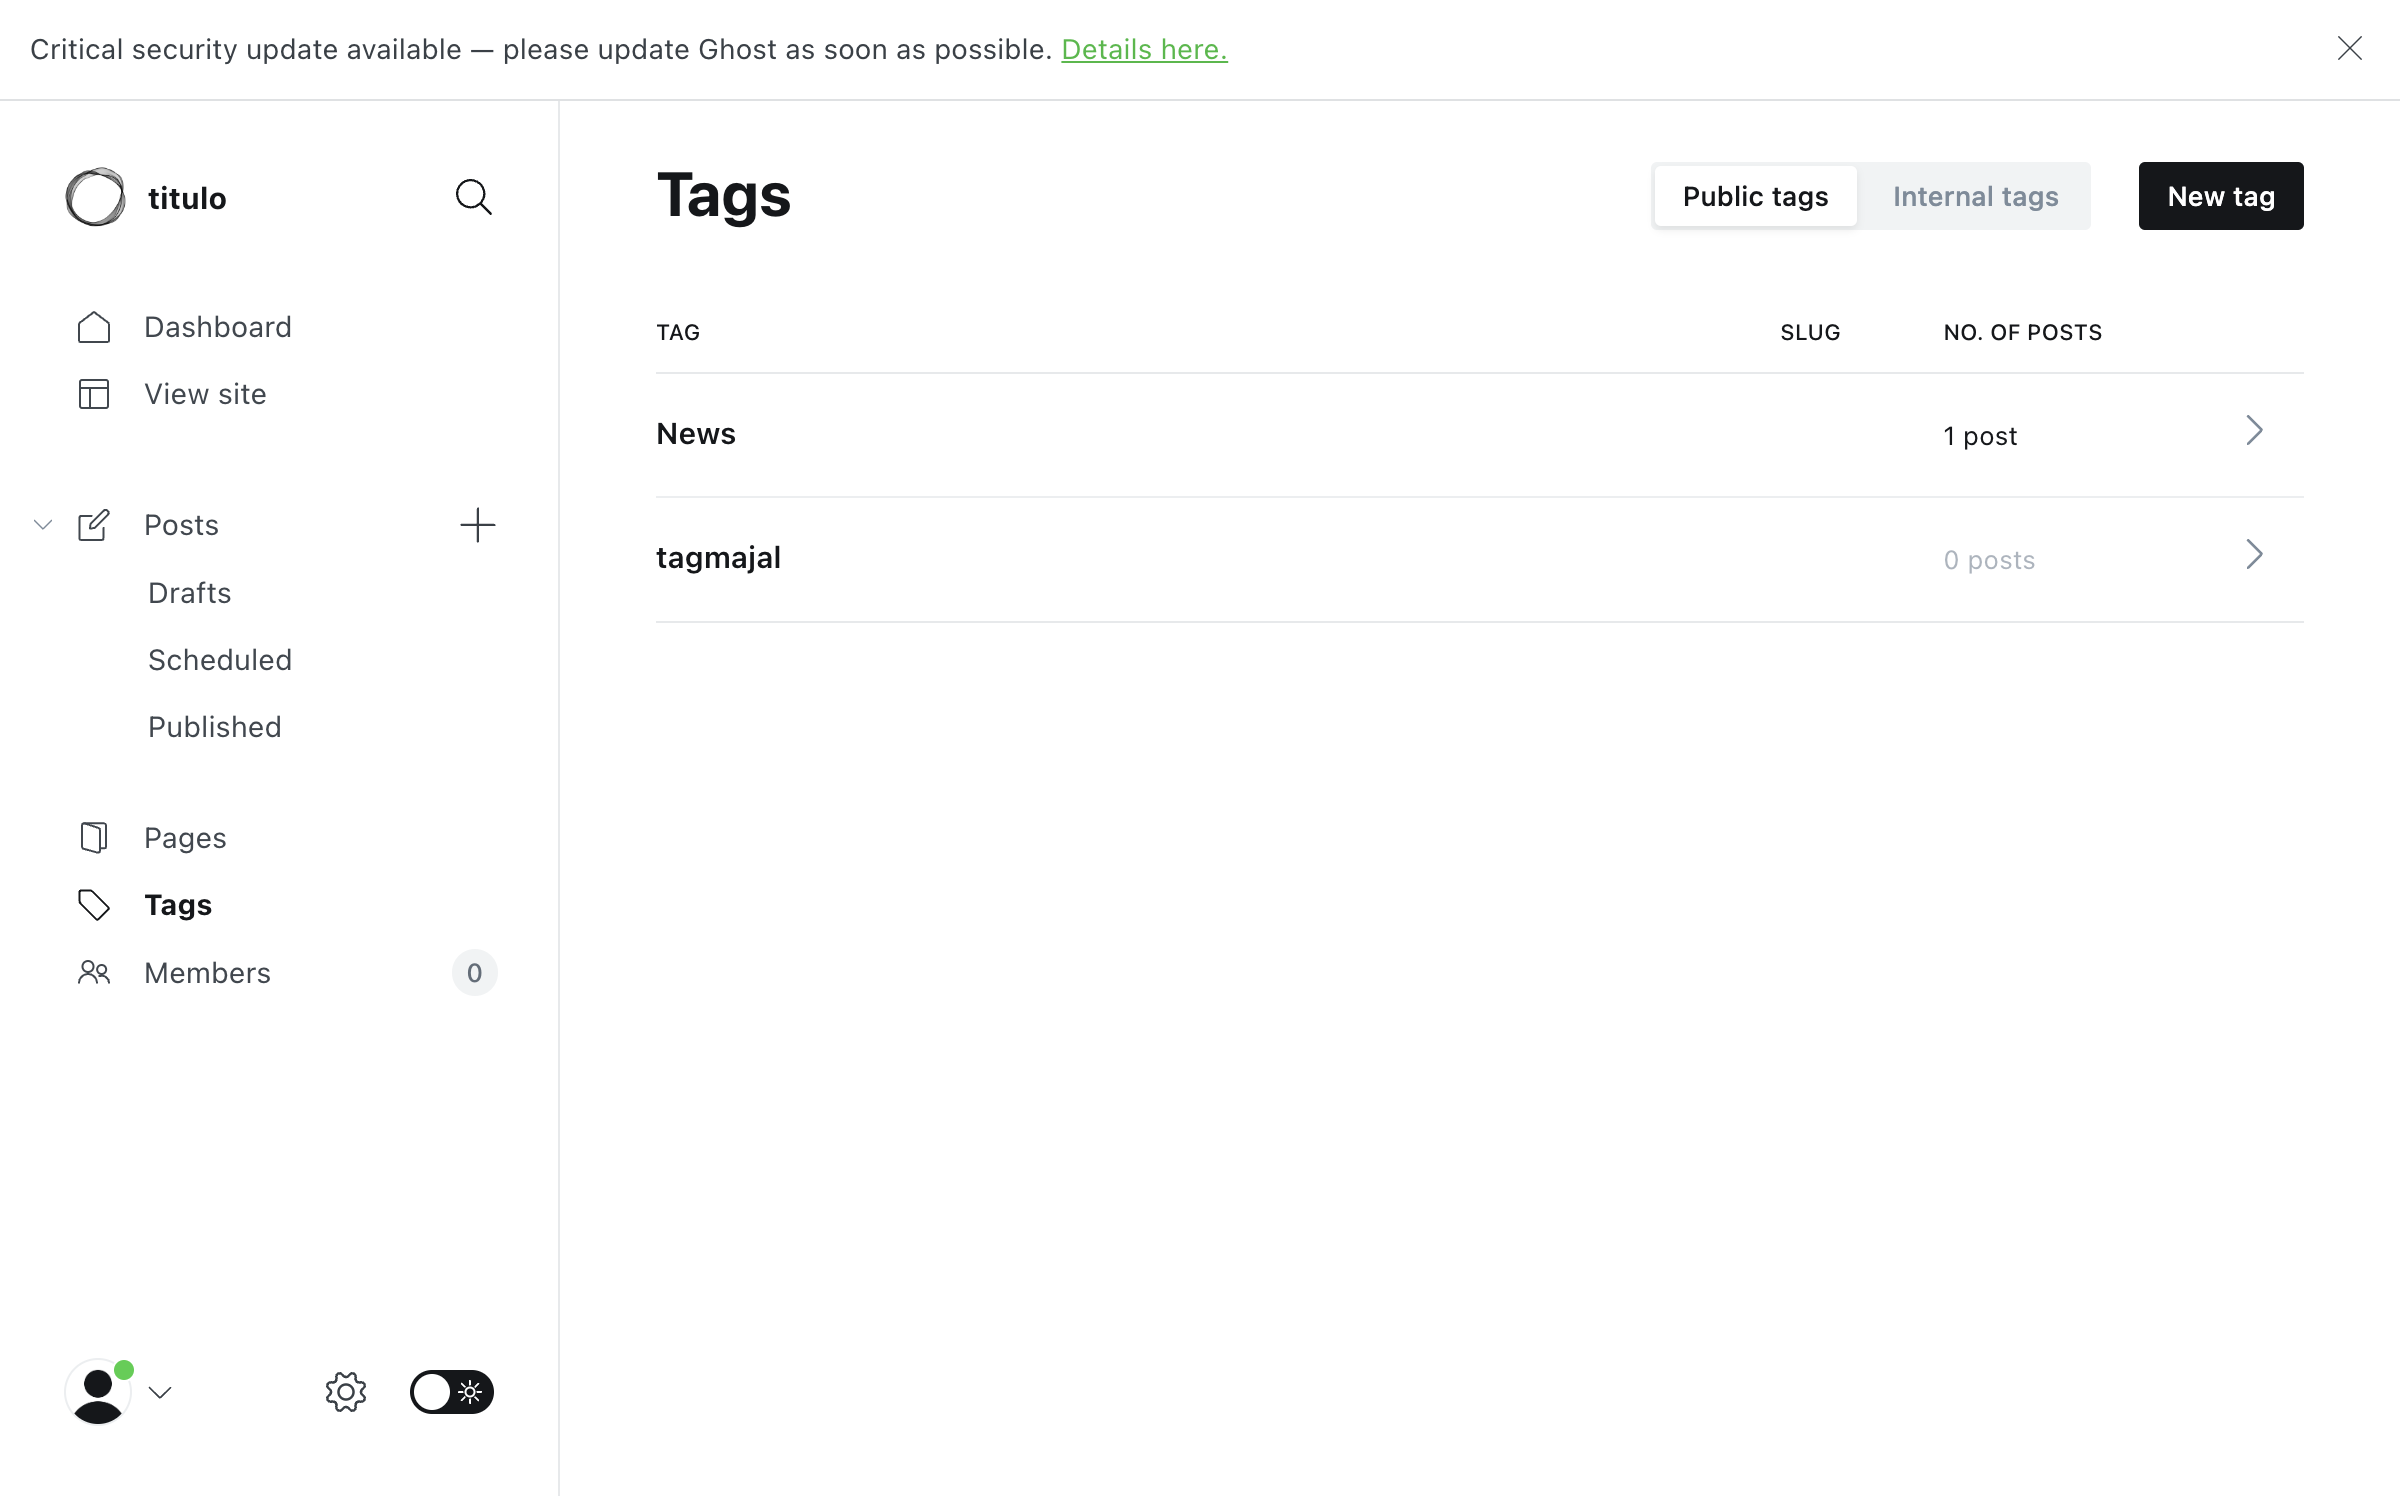 Critical security update available — please update Ghost as soon as possible. Details here.
titulo
Dashboard
View site
Posts
Drafts
Scheduled
Published
Pages
Tags
Members 0
Tags
Public tags Internal tags New tag
TAG SLUG NO. OF POSTS
News 1 post
tagmajal 0 posts